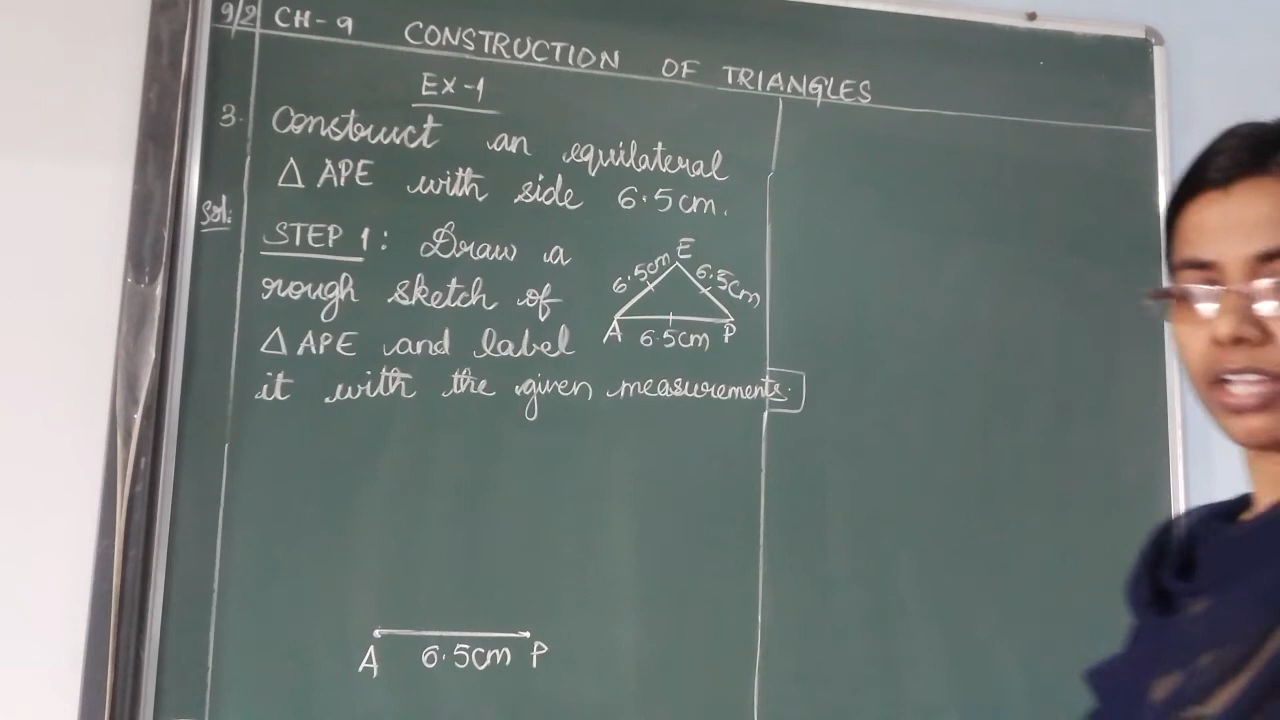 9/2 CH-9 CONSTRUCTION OF TRIANGLES
Ex-1
3. Construct an equilateral
△ APE with side 6.5cm.
Sol:
STEP 1: Draw a
rough sketch of
△ APE and label
it with the given measurements.
E
6.5cm 6.5cm
A 6.5cm P
A 6.5cm P